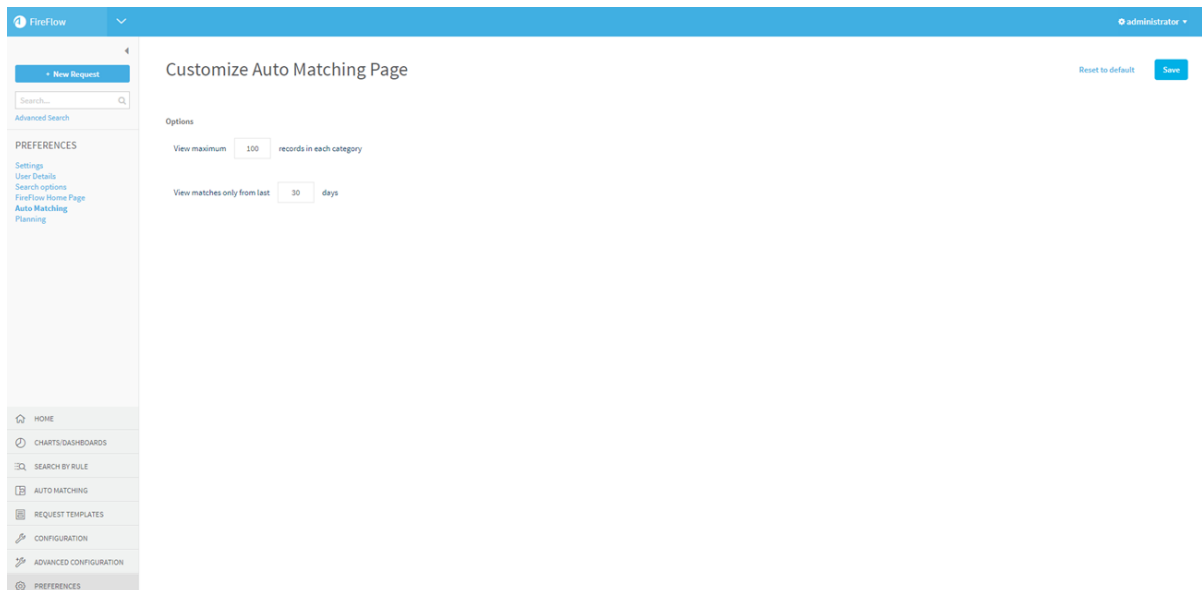 FireFlow
administrator
+ New Request
Search...
Advanced Search
PREFERENCES
Settings
User Details
Search options
FireFlow Home Page
Auto Matching
Planning
HOME
CHARTS/DASHBOARDS
SEARCH BY RULE
AUTO MATCHING
REQUEST TEMPLATES
CONFIGURATION
ADVANCED CONFIGURATION
PREFERENCES
Customize Auto Matching Page
Reset to default
Save
Options
View maximum 100 records in each category
View matches only from last 30 days